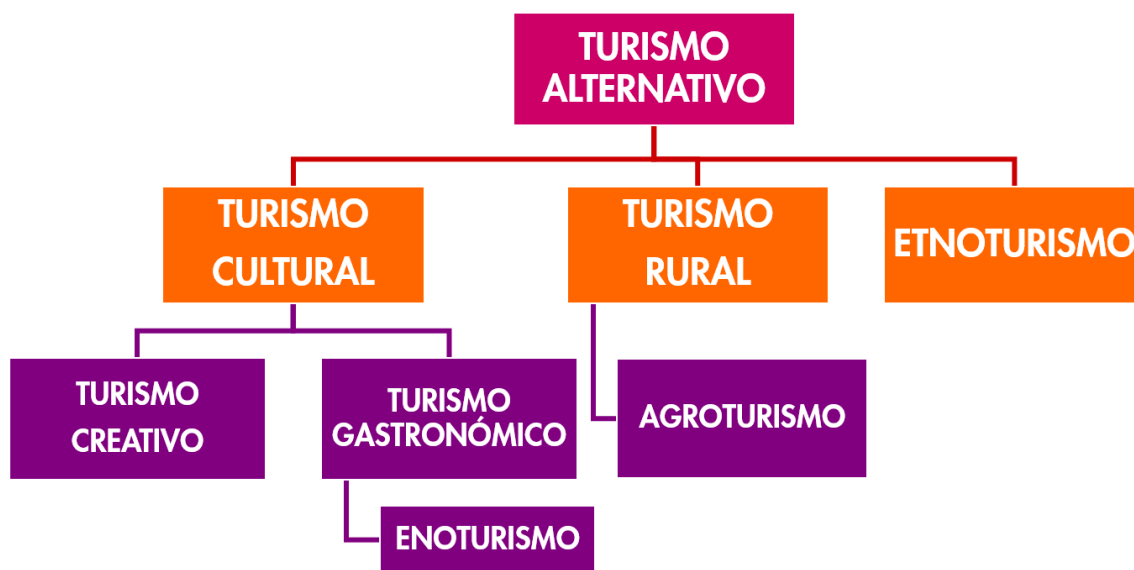 TURISMO
ALTERNATIVO
TURISMO
CULTURAL
TURISMO
RURAL
ETNOTURISMO
TURISMO
CREATIVO
TURISMO
GASTRONÓMICO
AGROTURISMO
ENOTURISMO